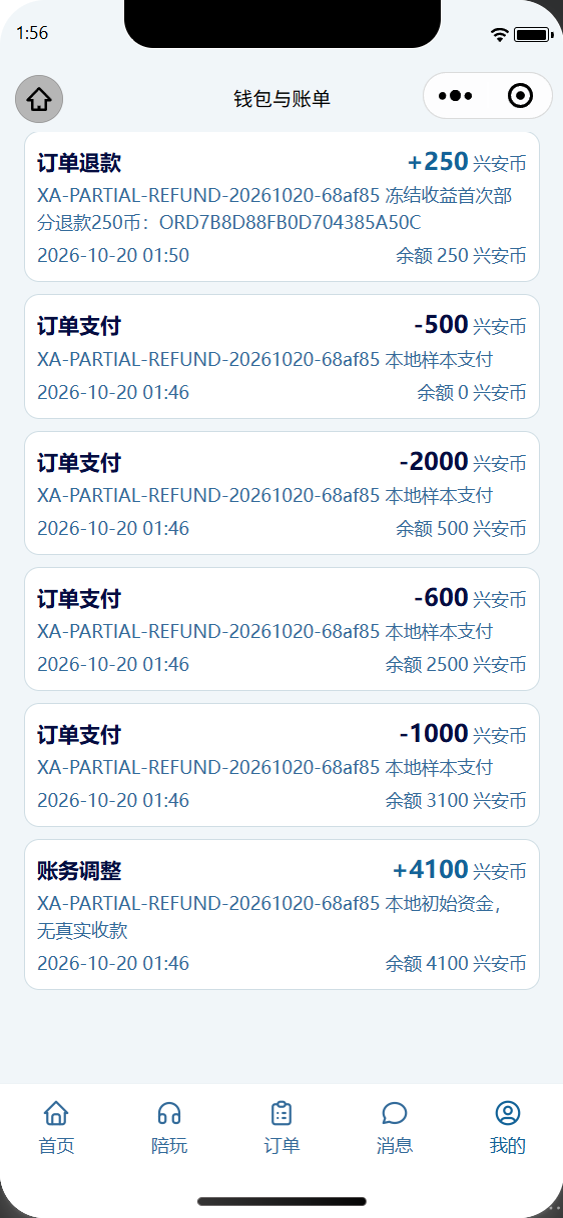 1:56
钱包与账单
订单退款 +250 兴安币
XA-PARTIAL-REFUND-20261020-68af85 冻结收益首次部
分退款250币：ORD7B8D88FB0D704385A50C
2026-10-20 01:50 余额 250 兴安币
订单支付 -500 兴安币
XA-PARTIAL-REFUND-20261020-68af85 本地样本支付
2026-10-20 01:46 余额 0 兴安币
订单支付 -2000 兴安币
XA-PARTIAL-REFUND-20261020-68af85 本地样本支付
2026-10-20 01:46 余额 500 兴安币
订单支付 -600 兴安币
XA-PARTIAL-REFUND-20261020-68af85 本地样本支付
2026-10-20 01:46 余额 2500 兴安币
订单支付 -1000 兴安币
XA-PARTIAL-REFUND-20261020-68af85 本地样本支付
2026-10-20 01:46 余额 3100 兴安币
账务调整 +4100 兴安币
XA-PARTIAL-REFUND-20261020-68af85 本地初始资金，
无真实收款
2026-10-20 01:46 余额 4100 兴安币
首页 陪玩 订单 消息 我的